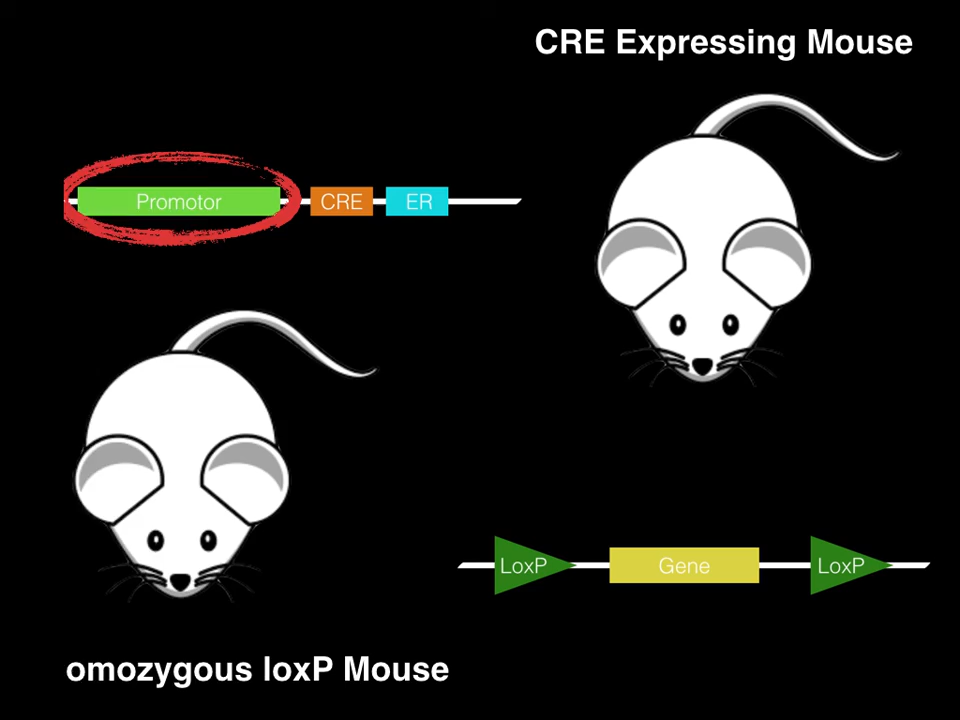 CRE Expressing Mouse
Promotor CRE ER
LoxP Gene LoxP
omozygous loxP Mouse